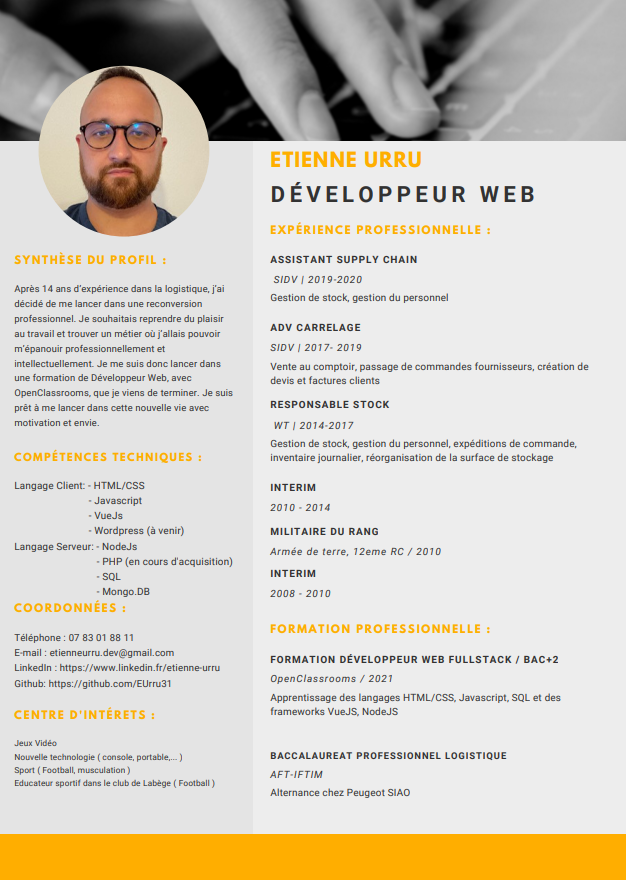 ETIENNE URRU
DÉVELOPPEUR WEB
SYNTHÈSE DU PROFIL :
Après 14 ans d'expérience dans la logistique, j'ai
décidé de me lancer dans une reconversion
professionnel. Je souhaitais reprendre du plaisir
au travail et trouver un métier où j'allais pouvoir
m'épanouir professionnellement et
intellectuellement. Je me suis donc lancer dans
une formation de Développeur Web, avec
OpenClassrooms, que je viens de terminer. Je suis
prêt à me lancer dans cette nouvelle vie avec
motivation et envie.
COMPÉTENCES TECHNIQUES :
Langage Client: - HTML/CSS
- Javascript
- VueJs
- Wordpress (à venir)
Langage Serveur: - NodeJs
- PHP (en cours d'acquisition)
- SQL
- Mongo.DB
COORDONNÉES :
Téléphone : 07 83 01 88 11
E-mail : etienneurru.dev@gmail.com
LinkedIn : https://www.linkedin.fr/etienne-urru
Github: https://github.com/EUrru31
CENTRE D'INTÉRETS :
Jeux Vidéo
Nouvelle technologie ( console, portable,... )
Sport ( Football, musculation )
Educateur sportif dans le club de Labège ( Football )
EXPÉRIENCE PROFESSIONNELLE :
ASSISTANT SUPPLY CHAIN
SIDV | 2019-2020
Gestion de stock, gestion du personnel
ADV CARRELAGE
SIDV | 2017- 2019
Vente au comptoir, passage de commandes fournisseurs, création de
devis et factures clients
RESPONSABLE STOCK
WT | 2014-2017
Gestion de stock, gestion du personnel, expéditions de commande,
inventaire journalier, réorganisation de la surface de stockage
INTERIM
2010 - 2014
MILITAIRE DU RANG
Armée de terre, 12eme RC / 2010
INTERIM
2008 - 2010
FORMATION PROFESSIONNELLE :
FORMATION DÉVELOPPEUR WEB FULLSTACK / BAC+2
OpenClassrooms / 2021
Apprentissage des langages HTML/CSS, Javascript, SQL et des
frameworks VueJS, NodeJS
BACCALAUREAT PROFESSIONNEL LOGISTIQUE
AFT-IFTIM
Alternance chez Peugeot SIAO